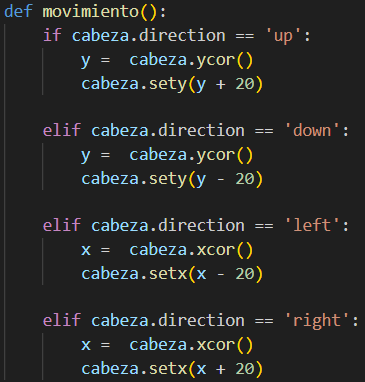 def movimiento():
    if cabeza.direction == 'up':
        y =  cabeza.ycor()
        cabeza.sety(y + 20)

    elif cabeza.direction == 'down':
        y =  cabeza.ycor()
        cabeza.sety(y - 20)

    elif cabeza.direction == 'left':
        x =  cabeza.xcor()
        cabeza.setx(x - 20)

    elif cabeza.direction == 'right':
        x =  cabeza.xcor()
        cabeza.setx(x + 20)